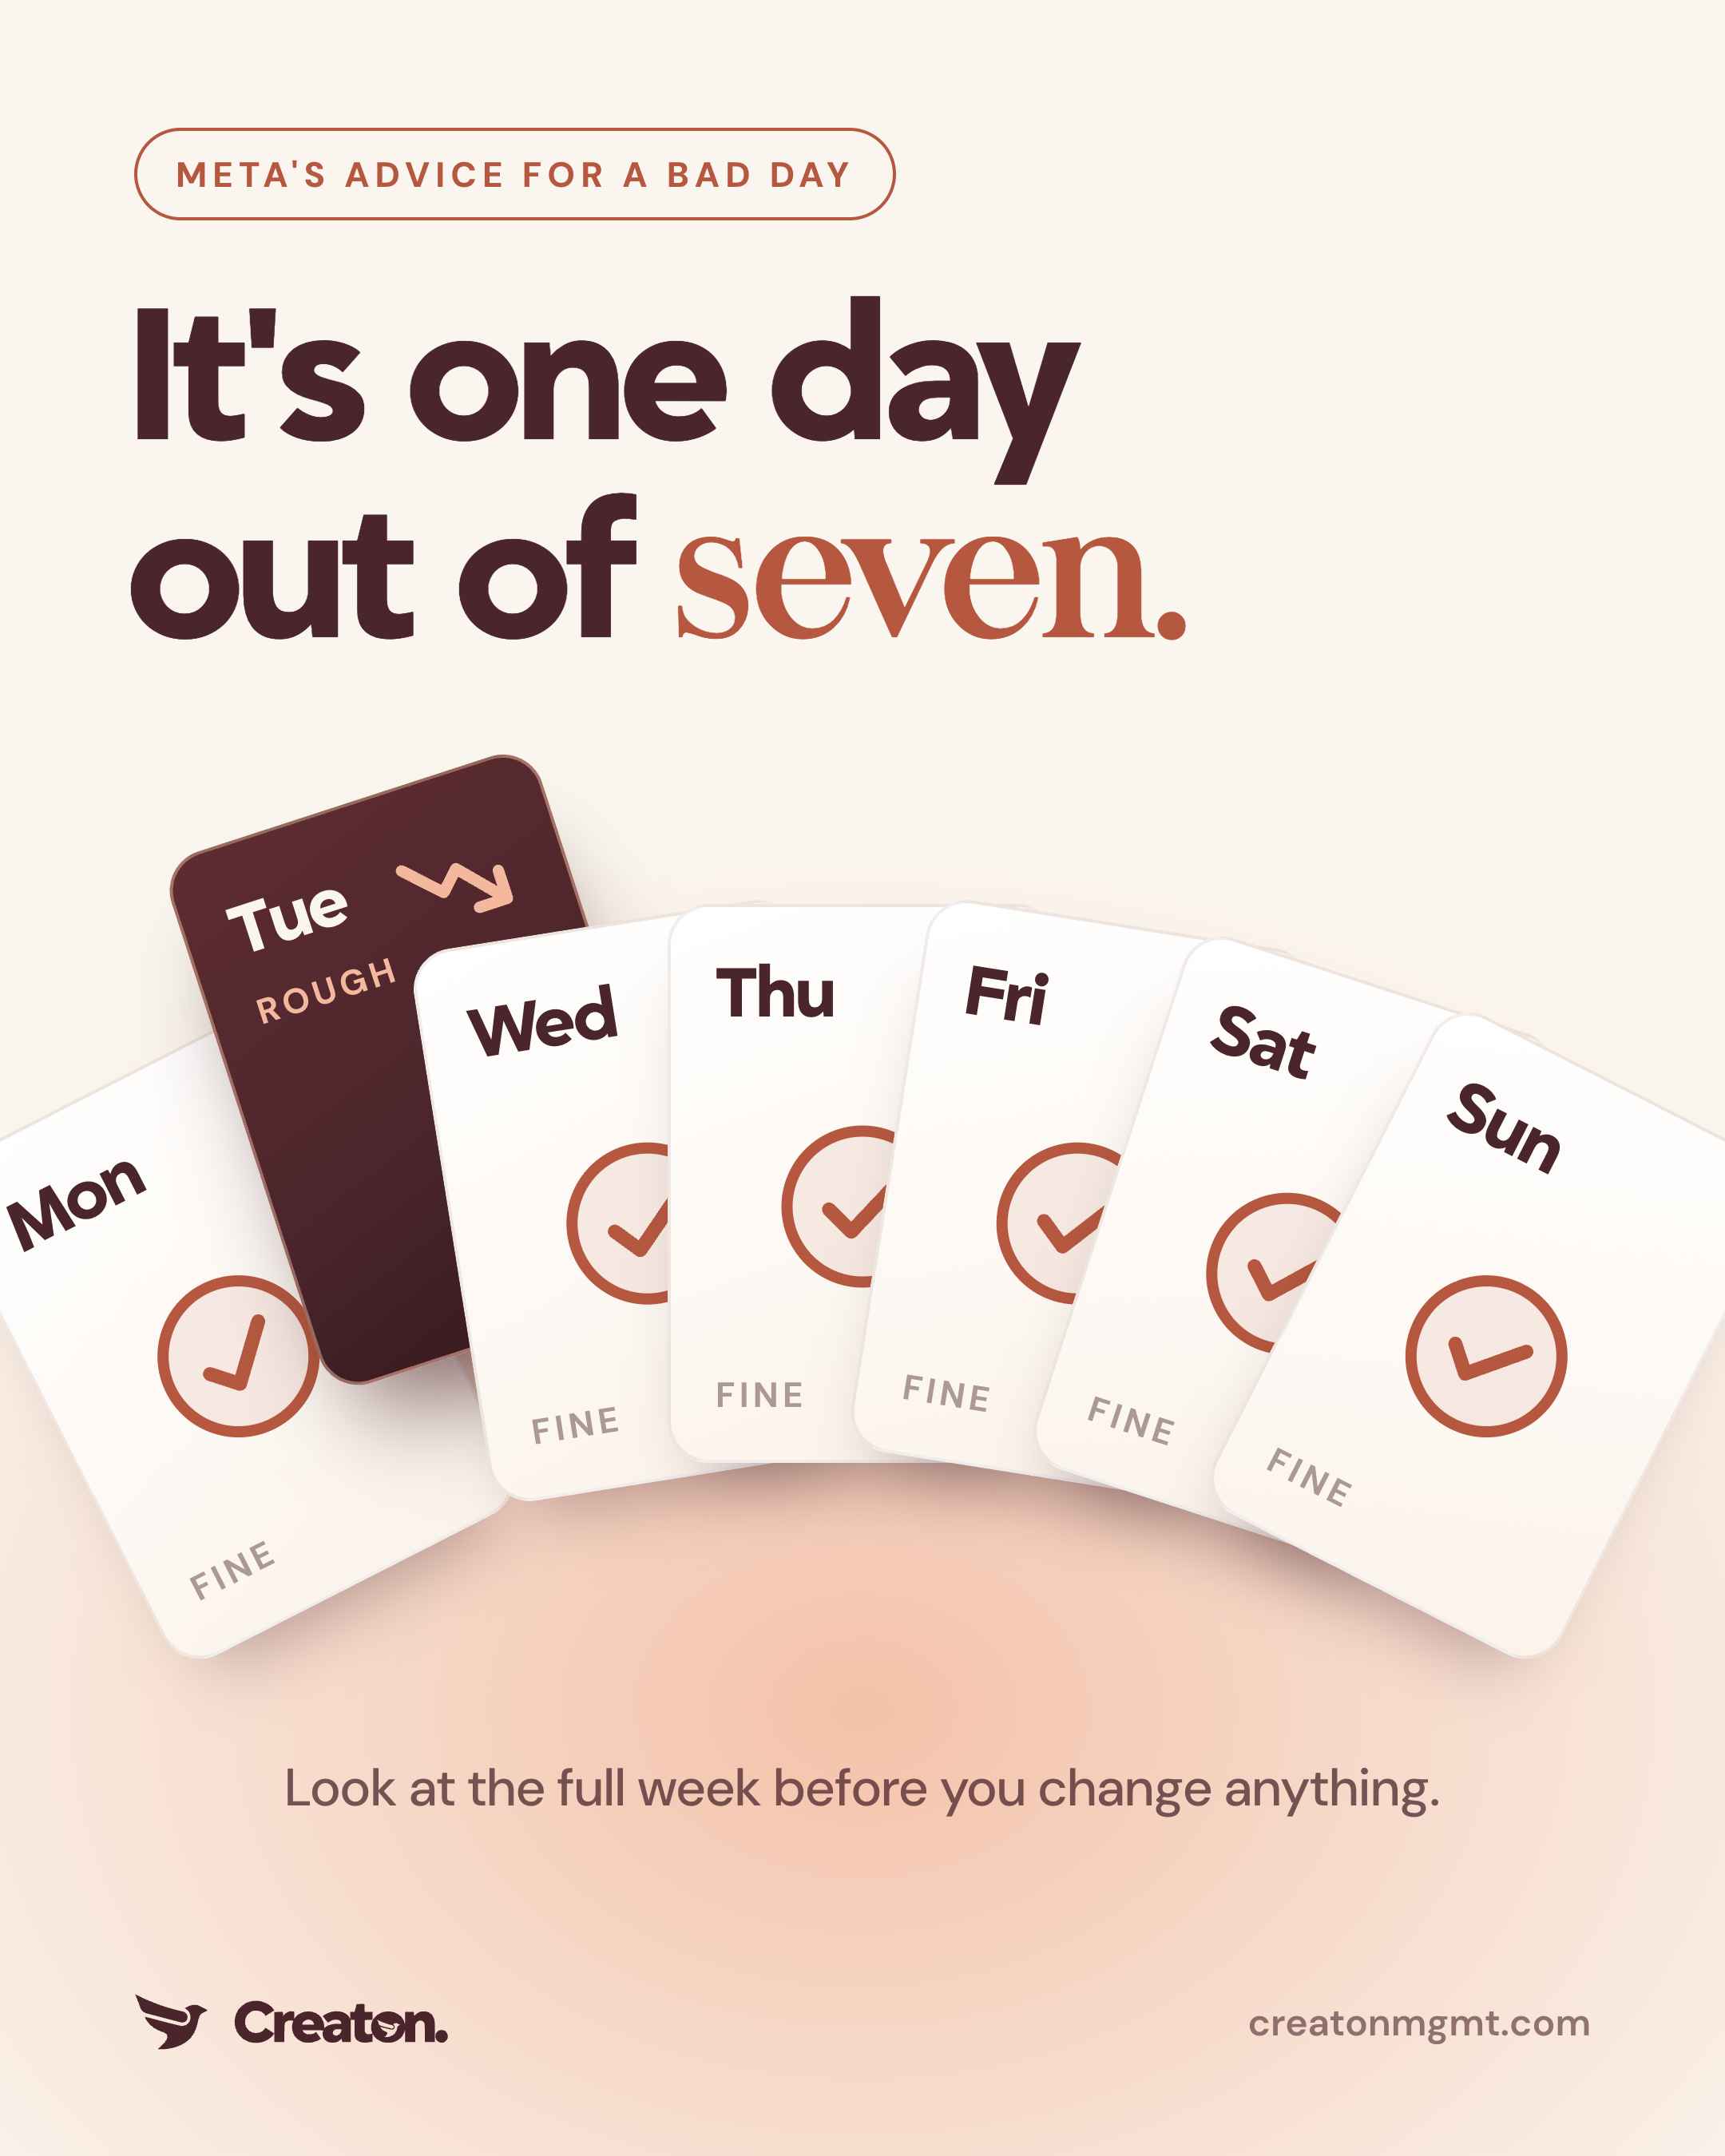 META'S ADVICE FOR A BAD DAY
It's one day
out of seven.
Mon
FINE
Tue
ROUGH
Wed
FINE
Thu
FINE
Fri
FINE
Sat
FINE
Sun
FINE
Look at the full week before you change anything.
Creaton.
creatonmgmt.com